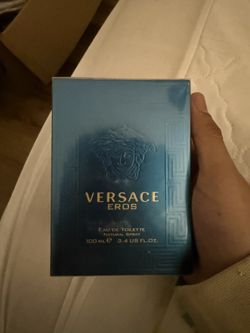 VERSACE
EROS
EAU DE TOILETTE
NATURAL SPRAY
100 ML ℮ 3.4 US FL.OZ.